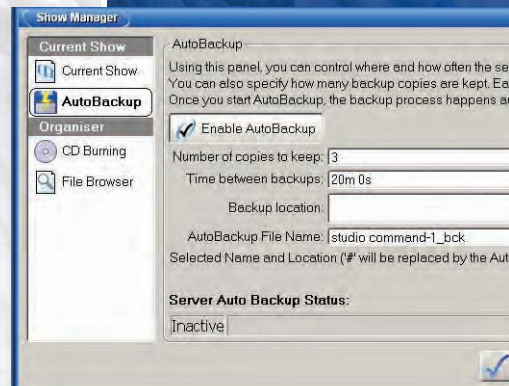 Show Manager
Current Show
Current Show
AutoBackup
Organiser
CD Burning
File Browser
AutoBackup
Using this panel, you can control where and how often the se
You can also specify how many backup copies are kept. Ea
Once you start AutoBackup, the backup process happens au
Enable AutoBackup
Number of copies to keep: 3
Time between backups: 20m 0s
Backup location:
AutoBackup File Name: studio command-1_bck
Selected Name and Location ('#' will be replaced by the Aut
Server Auto Backup Status:
Inactive